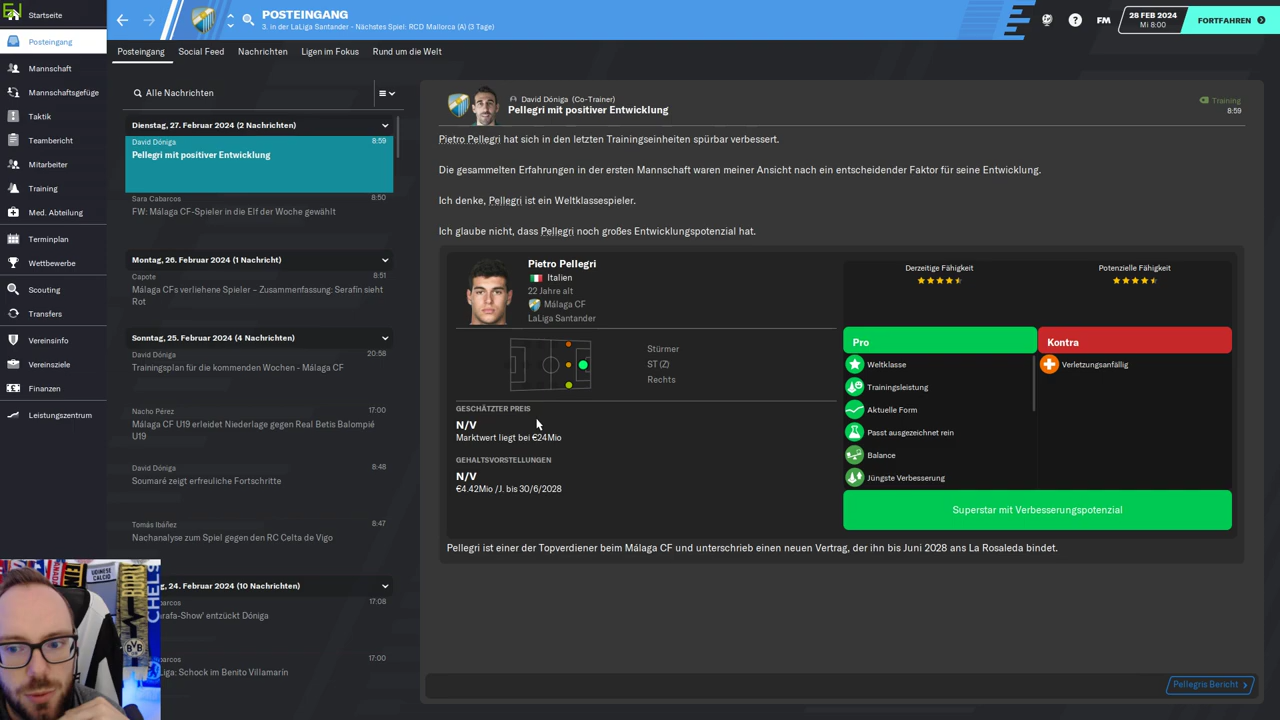 Startseite
Posteingang
Mannschaft
Mannschaftsgefüge
Taktik
Teambericht
Mitarbeiter
Training
Med. Abteilung
Terminplan
Wettbewerbe
Scouting
Transfers
Vereinsinfo
Vereinsziele
Finanzen
Leistungszentrum
POSTEINGANG
3. in der LaLiga Santander - Nächstes Spiel: RCD Mallorca (A) (3 Tage)
FM
28 FEB 2024
MI 8:00
FORTFAHREN
Posteingang
Social Feed
Nachrichten
Ligen im Fokus
Rund um die Welt
Alle Nachrichten
Dienstag, 27. Februar 2024 (2 Nachrichten)
David Dóniga 8:59
Pellegri mit positiver Entwicklung
Sara Cabarcos 8:50
FW: Málaga CF-Spieler in die Elf der Woche gewählt
Montag, 26. Februar 2024 (1 Nachricht)
Capote 8:51
Málaga CFs verliehene Spieler – Zusammenfassung: Serafín sieht
Rot
Sonntag, 25. Februar 2024 (4 Nachrichten)
David Dóniga 20:58
Trainingsplan für die kommenden Wochen - Málaga CF
Nacho Pérez 17:00
Málaga CF U19 erleidet Niederlage gegen Real Betis Balompié
U19
David Dóniga 8:48
Soumaré zeigt erfreuliche Fortschritte
Tomás Ibáñez 8:47
Nachanalyse zum Spiel gegen den RC Celta de Vigo
24. Februar 2024 (10 Nachrichten)
17:08
entzückt Dóniga
17:00
Schock im Benito Villamarín
David Dóniga (Co-Trainer)
Pellegri mit positiver Entwicklung
Training
8:59
Pietro Pellegri hat sich in den letzten Trainingseinheiten spürbar verbessert.
Die gesammelten Erfahrungen in der ersten Mannschaft waren meiner Ansicht nach ein entscheidender Faktor für seine Entwicklung.
Ich denke, Pellegri ist ein Weltklassespieler.
Ich glaube nicht, dass Pellegri noch großes Entwicklungspotenzial hat.
Pietro Pellegri
Italien
22 Jahre alt
Málaga CF
LaLiga Santander
Stürmer
ST (Z)
Rechts
GESCHÄTZTER PREIS
N/V
Marktwert liegt bei €24Mio
GEHALTSVORSTELLUNGEN
N/V
€4.42Mio /J. bis 30/6/2028
Derzeitige Fähigkeit
Potenzielle Fähigkeit
Pro
Kontra
Weltklasse
Trainingsleistung
Aktuelle Form
Passt ausgezeichnet rein
Balance
Jüngste Verbesserung
Verletzungsanfällig
Superstar mit Verbesserungspotenzial
Pellegri ist einer der Topverdiener beim Málaga CF und unterschrieb einen neuen Vertrag, der ihn bis Juni 2028 ans La Rosaleda bindet.
Pellegris Bericht
UDINESE CALCIO
BVB